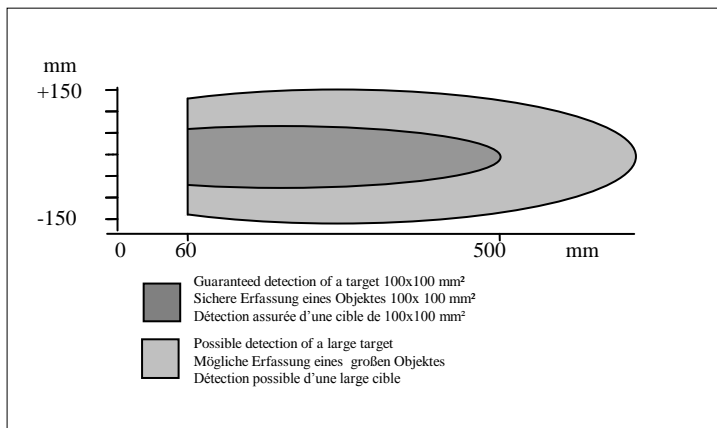 mm
+150
-150
0 60 500 mm
Guaranteed detection of a target 100x100 mm²
Sichere Erfassung eines Objektes 100x 100 mm²
Détection assurée d’une cible de 100x100 mm²
Possible detection of a large target
Mögliche Erfassung eines  großen Objektes
Détection possible d’une large cible